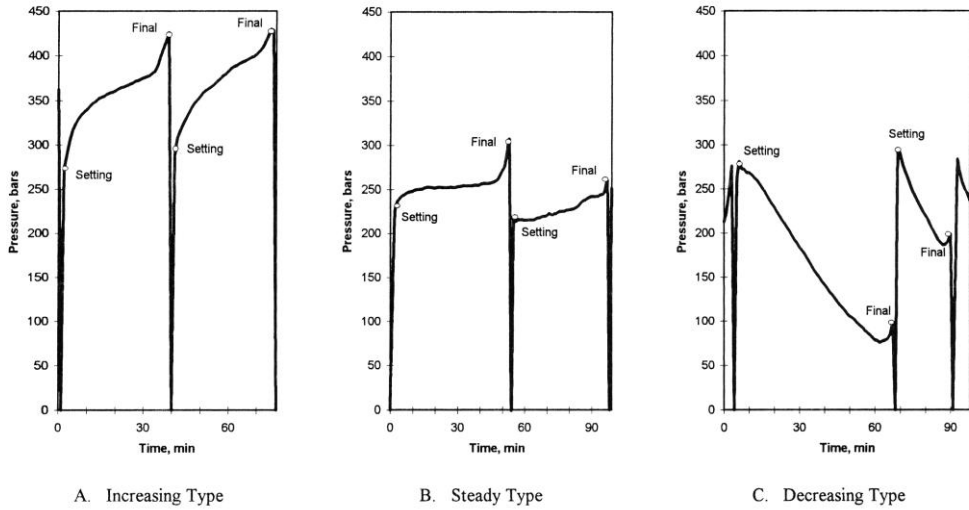 450
400
350
300
250
200
150
100
50
0
Pressure, bars
Final
Final
Setting
Setting
0 30 60
Time, min
A. Increasing Type
450
400
350
300
250
200
150
100
50
0
Pressure, bars
Final
Final
Setting
Setting
0 30 60 90
Time, min
B. Steady Type
450
400
350
300
250
200
150
100
50
0
Pressure, bars
Setting
Setting
Final
Final
0 30 60 90
Time, min
C. Decreasing Type